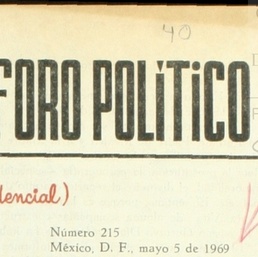 40
FORO POLÍTICO
dencial)
Número 215
México, D. F., mayo 5 de 1969